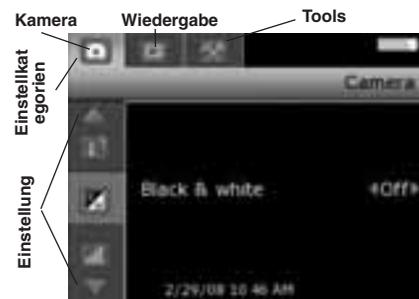 Kamera
Wiedergabe
Tools
Einstellkat
egorien
Camera
Einstellung
Black & white
Off
2/29/08 10 46 AM